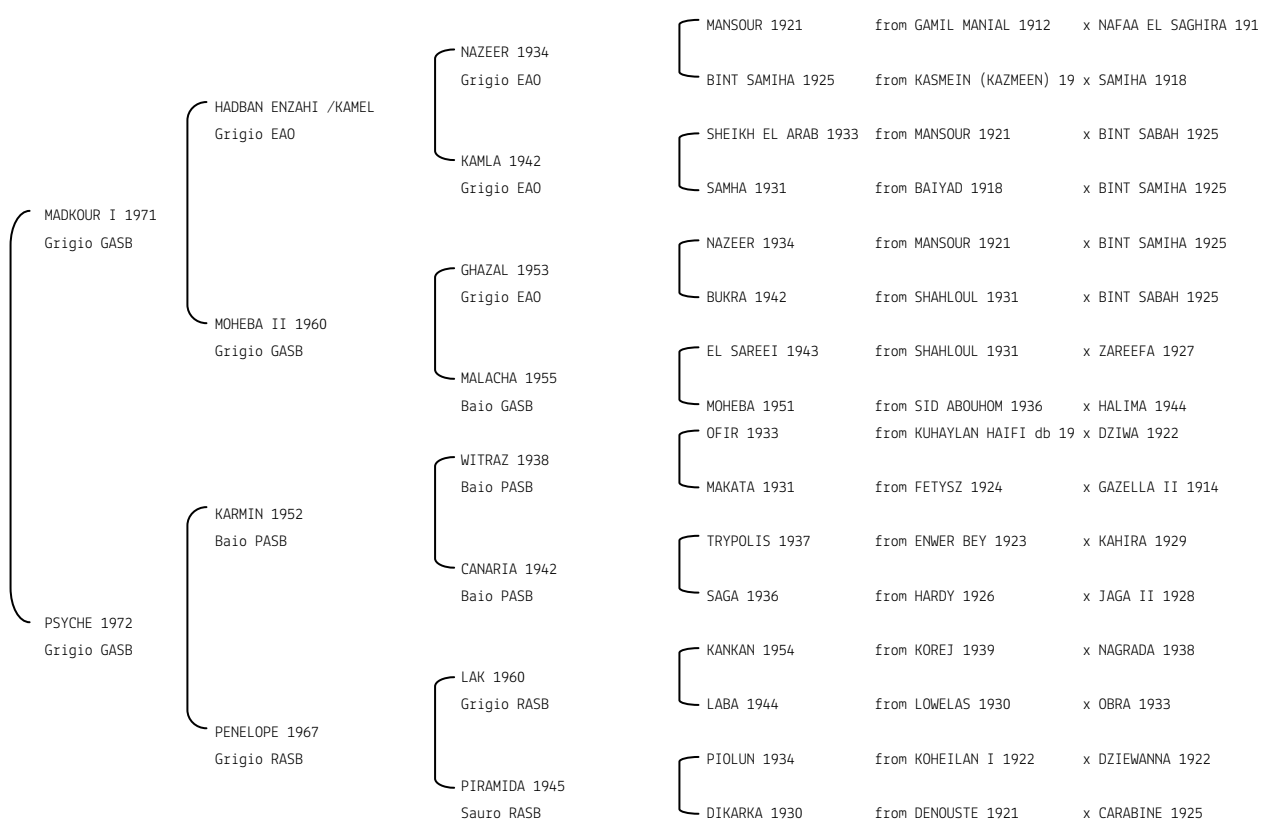 MANSOUR 1921 from GAMIL MANIAL 1912 x NAFAA EL SAGHIRA 191
NAZEER 1934
Grigio EAO BINT SAMIHA 1925 from KASMEIN (KAZMEEN) 19 x SAMIHA 1918
HADBAN ENZAHI /KAMEL
Grigio EAO SHEIKH EL ARAB 1933 from MANSOUR 1921 x BINT SABAH 1925
KAMLA 1942
Grigio EAO SAMHA 1931 from BAIYAD 1918 x BINT SAMIHA 1925
MADKOUR I 1971
Grigio GASB NAZEER 1934 from MANSOUR 1921 x BINT SAMIHA 1925
GHAZAL 1953
Grigio EAO BUKRA 1942 from SHAHLOUL 1931 x BINT SABAH 1925
MOHEBA II 1960
Grigio GASB EL SAREEI 1943 from SHAHLOUL 1931 x ZAREEFA 1927
MALACHA 1955
Baio GASB MOHEBA 1951 from SID ABOUHOM 1936 x HALIMA 1944
OFIR 1933 from KUHAYLAN HAIFI db 19 x DZIWA 1922
WITRAZ 1938
Baio PASB MAKATA 1931 from FETYSZ 1924 x GAZELLA II 1914
KARMIN 1952
Baio PASB TRYPOLIS 1937 from ENWER BEY 1923 x KAHIRA 1929
CANARIA 1942
Baio PASB SAGA 1936 from HARDY 1926 x JAGA II 1928
PSYCHE 1972
Grigio GASB KANKAN 1954 from KOREJ 1939 x NAGRADA 1938
LAK 1960
Grigio RASB LABA 1944 from LOWELAS 1930 x OBRA 1933
PENELOPE 1967
Grigio RASB PIOLUN 1934 from KOHEILAN I 1922 x DZIEWANNA 1922
PIRAMIDA 1945
Sauro RASB DIKARKA 1930 from DENOUSTE 1921 x CARABINE 1925